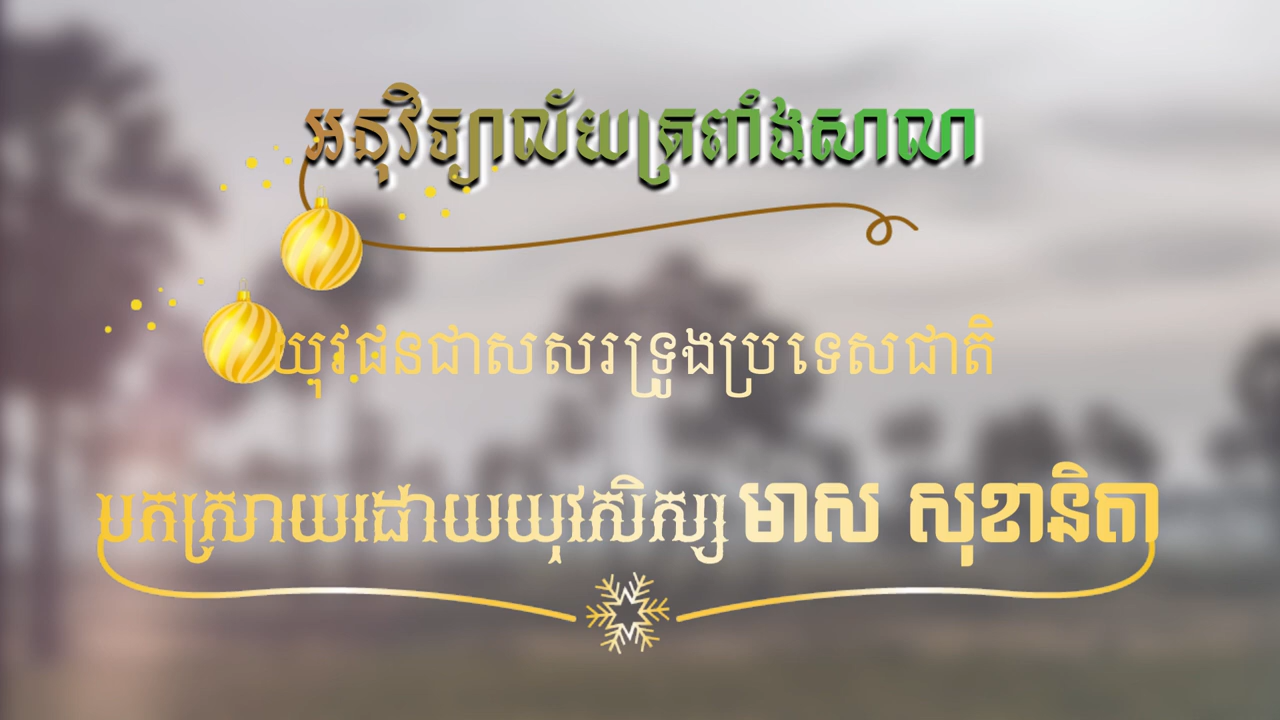 អនុវិទ្យាល័យត្រពាំងសាលា
យុវជនជាសសរទ្រូងប្រទេសជាតិ
បកស្រាយដោយយុវសិក្ស មាស សុខានិតា